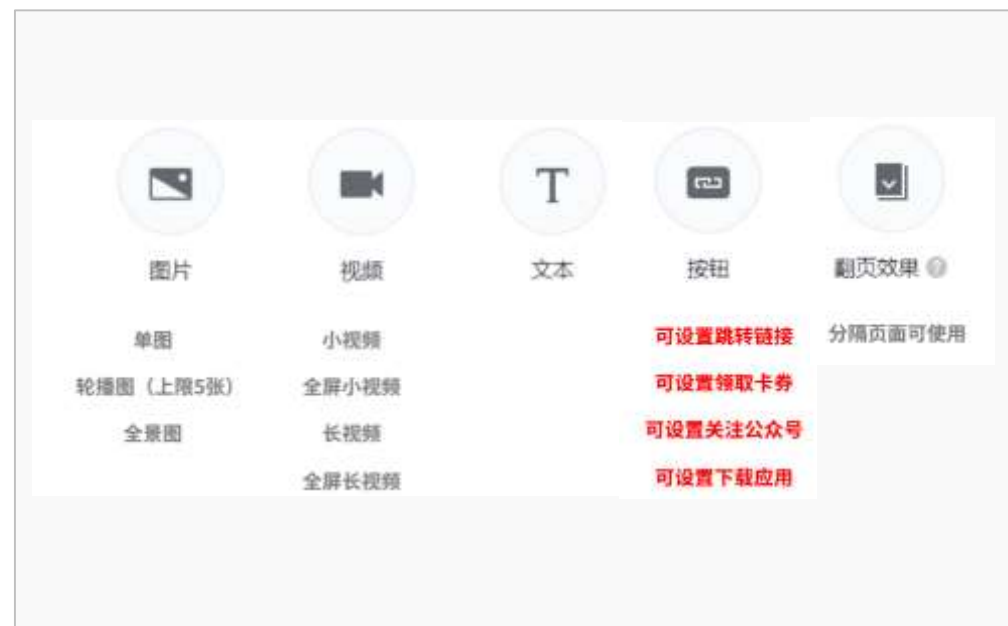 T
图片 视频 文本 按钮 翻页效果 ?
单图 小视频 可设置跳转链接 分隔页面可使用
轮播图（上限5张） 全屏小视频 可设置领取卡券
全景图 长视频 可设置关注公众号
全屏长视频 可设置下载应用